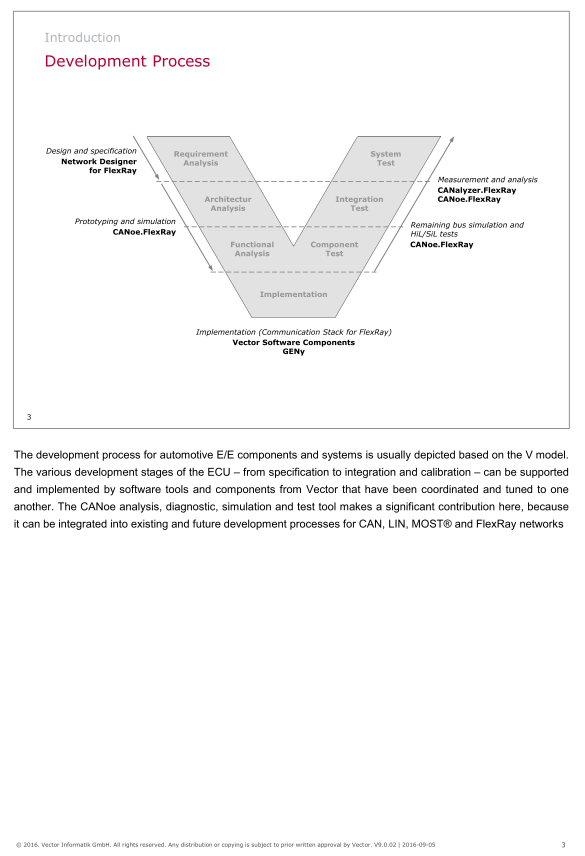 Introduction
Development Process
Design and specification
Network Designer
for FlexRay
Requirement
Analysis
System
Test
Measurement and analysis
CANalyzer.FlexRay
CANoe.FlexRay
Architectur
Analysis
Integration
Test
Prototyping and simulation
CANoe.FlexRay
Remaining bus simulation and
HiL/SiL tests
CANoe.FlexRay
Functional
Analysis
Component
Test
Implementation
Implementation (Communication Stack for FlexRay)
Vector Software Components
GENy
3
The development process for automotive E/E components and systems is usually depicted based on the V model.
The various development stages of the ECU – from specification to integration and calibration – can be supported
and implemented by software tools and components from Vector that have been coordinated and tuned to one
another. The CANoe analysis, diagnostic, simulation and test tool makes a significant contribution here, because
it can be integrated into existing and future development processes for CAN, LIN, MOST® and FlexRay networks
© 2016. Vector Informatik GmbH. All rights reserved. Any distribution or copying is subject to prior written approval by Vector. V9.0.02 | 2016-09-05
3